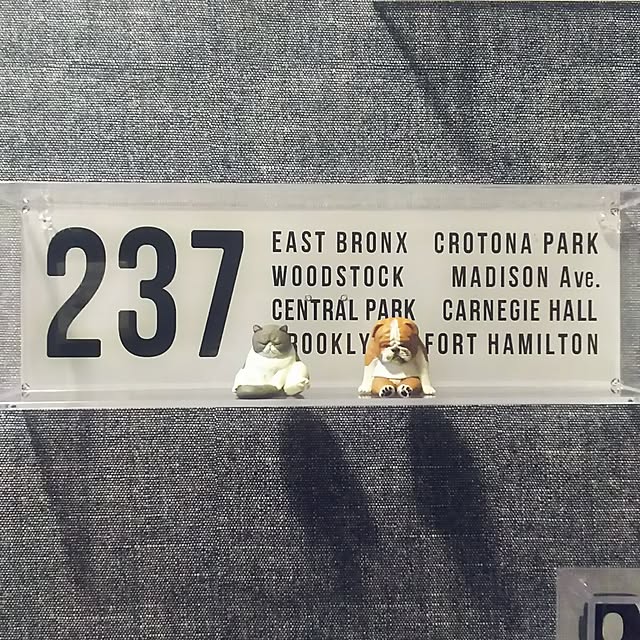 237
EAST BRONX CROTONA PARK
WOODSTOCK MADISON Ave.
CENTRAL PARK CARNEGIE HALL
FORT HAMILTON